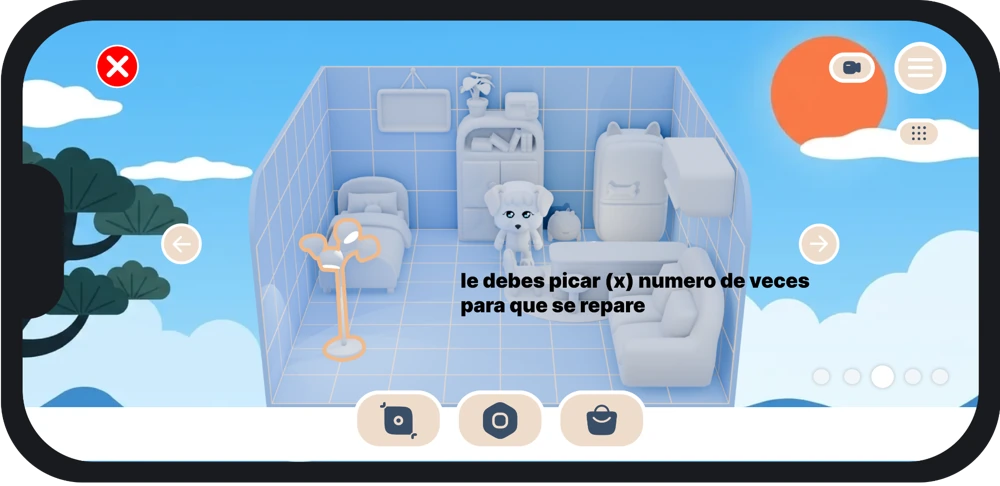 le debes picar (x) numero de veces
para que se repare